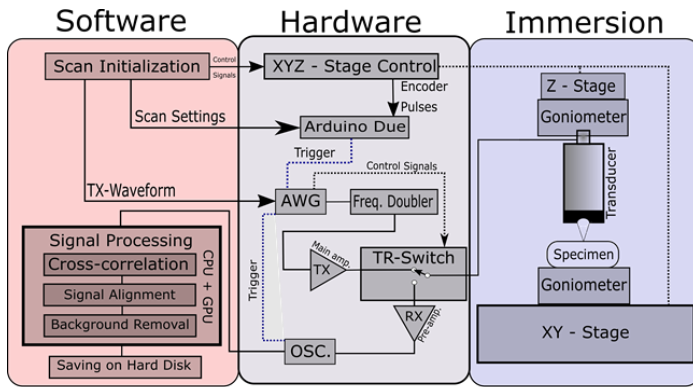 Software
Hardware
Immersion
Scan Initialization
Control
Signals
XYZ - Stage Control
Encoder
Pulses
Scan Settings
Arduino Due
Trigger
Control Signals
TX-Waveform
AWG
Freq. Doubler
Signal Processing
Cross-correlation
Signal Alignment
Background Removal
CPU + GPU
Saving on Hard Disk
Trigger
Main amp.
TX
TR-Switch
RX
Pre-amp.
OSC.
Z - Stage
Goniometer
Transducer
Specimen
Goniometer
XY - Stage